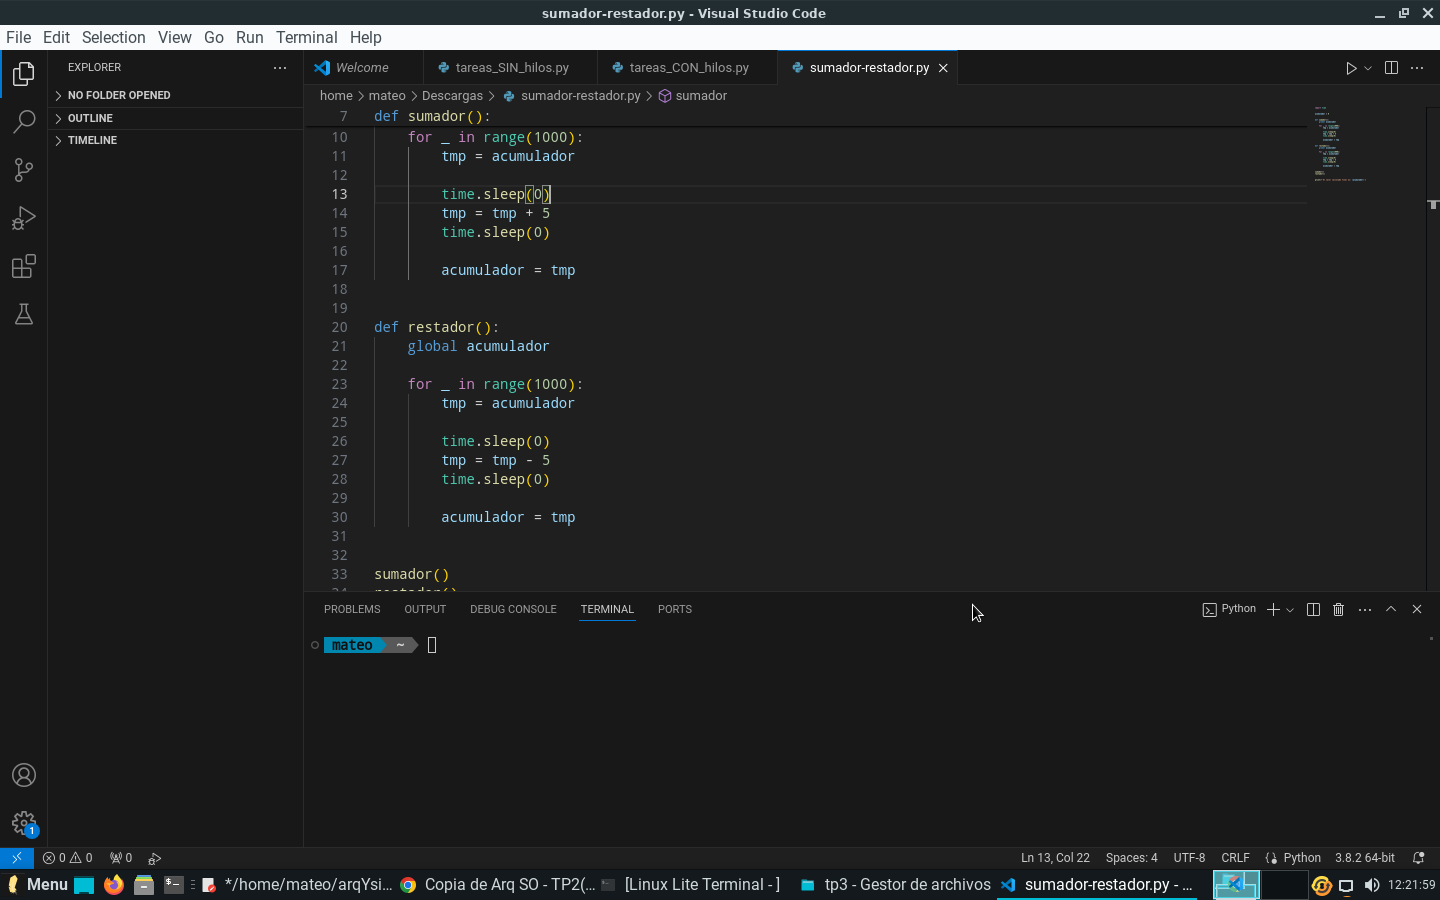 sumador-restador.py - Visual Studio Code
File Edit Selection View Go Run Terminal Help
EXPLORER
NO FOLDER OPENED
OUTLINE
TIMELINE
Welcome tareas_SIN_hilos.py tareas_CON_hilos.py sumador-restador.py
home > mateo > Descargas > sumador-restador.py > sumador
7 def sumador():
10 for _ in range(1000):
11 tmp = acumulador
12
13 time.sleep(0)
14 tmp = tmp + 5
15 time.sleep(0)
16
17 acumulador = tmp
18
19
20 def restador():
21 global acumulador
22
23 for _ in range(1000):
24 tmp = acumulador
25
26 time.sleep(0)
27 tmp = tmp - 5
28 time.sleep(0)
29
30 acumulador = tmp
31
32
33 sumador()
34 restador()
PROBLEMS OUTPUT DEBUG CONSOLE TERMINAL PORTS
Python
mateo ~
1
0 0 0
Ln 13, Col 22 Spaces: 4 UTF-8 CRLF Python 3.8.2 64-bit
Menu */home/mateo/arqYsi... Copia de Arq SO - TP2(... [Linux Lite Terminal - ] tp3 - Gestor de archivos sumador-restador.py - ... 12:21:59